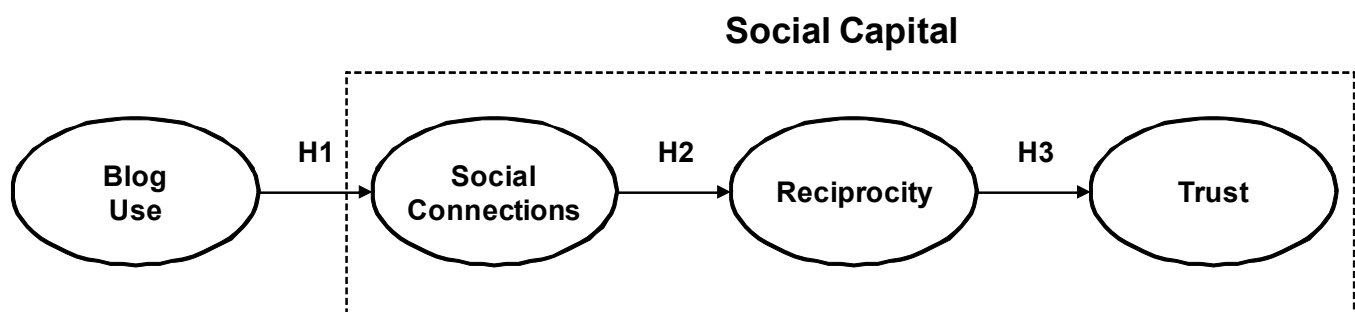 Social Capital
H1
H2
H3
Blog
Use
Social
Connections
Reciprocity
Trust